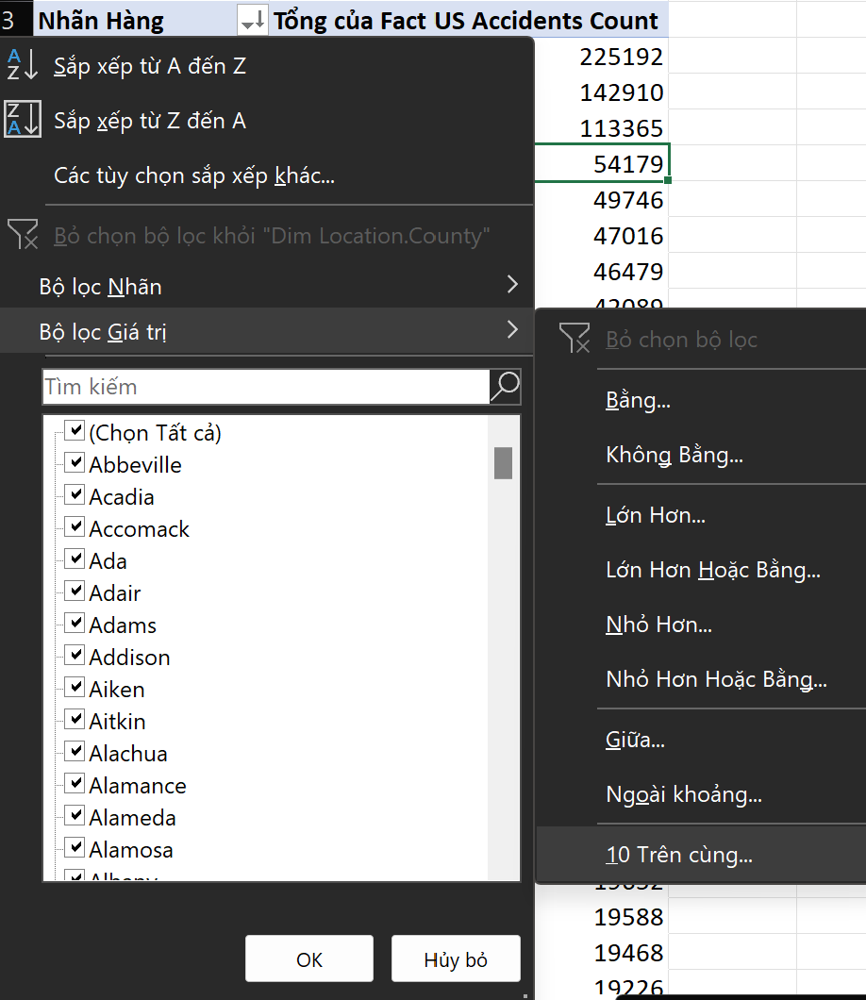 3 Nhãn Hàng Tổng của Fact US Accidents Count
A
Z
Sắp xếp từ A đến Z
Z
A
Sắp xếp từ Z đến A
Các tùy chọn sắp xếp khác...
Bỏ chọn bộ lọc khỏi "Dim Location.County"
Bộ lọc Nhãn
Bộ lọc Giá trị
Tìm kiếm
(Chọn Tất cả)
Abbeville
Acadia
Accomack
Ada
Adair
Adams
Addison
Aiken
Aitkin
Alachua
Alamance
Alameda
Alamosa
Albany
OK
Hủy bỏ
225192
142910
113365
54179
49746
47016
46479
42089
Bỏ chọn bộ lọc
Bằng...
Không Bằng...
Lớn Hơn...
Lớn Hơn Hoặc Bằng...
Nhỏ Hơn...
Nhỏ Hơn Hoặc Bằng...
Giữa...
Ngoài khoảng...
10 Trên cùng...
19588
19468
19226